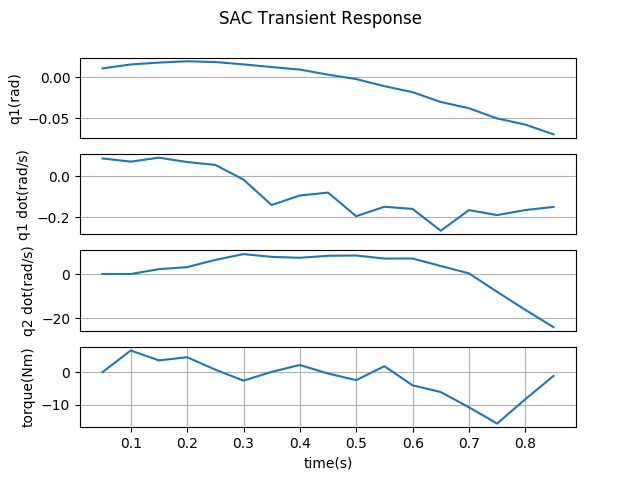 SAC Transient Response
q1(rad)
0.00
−0.05
q1 dot(rad/s)
0.0
−0.2
q2 dot(rad/s)
0
−20
torque(Nm)
0
−10
0.1 0.2 0.3 0.4 0.5 0.6 0.7 0.8
time(s)